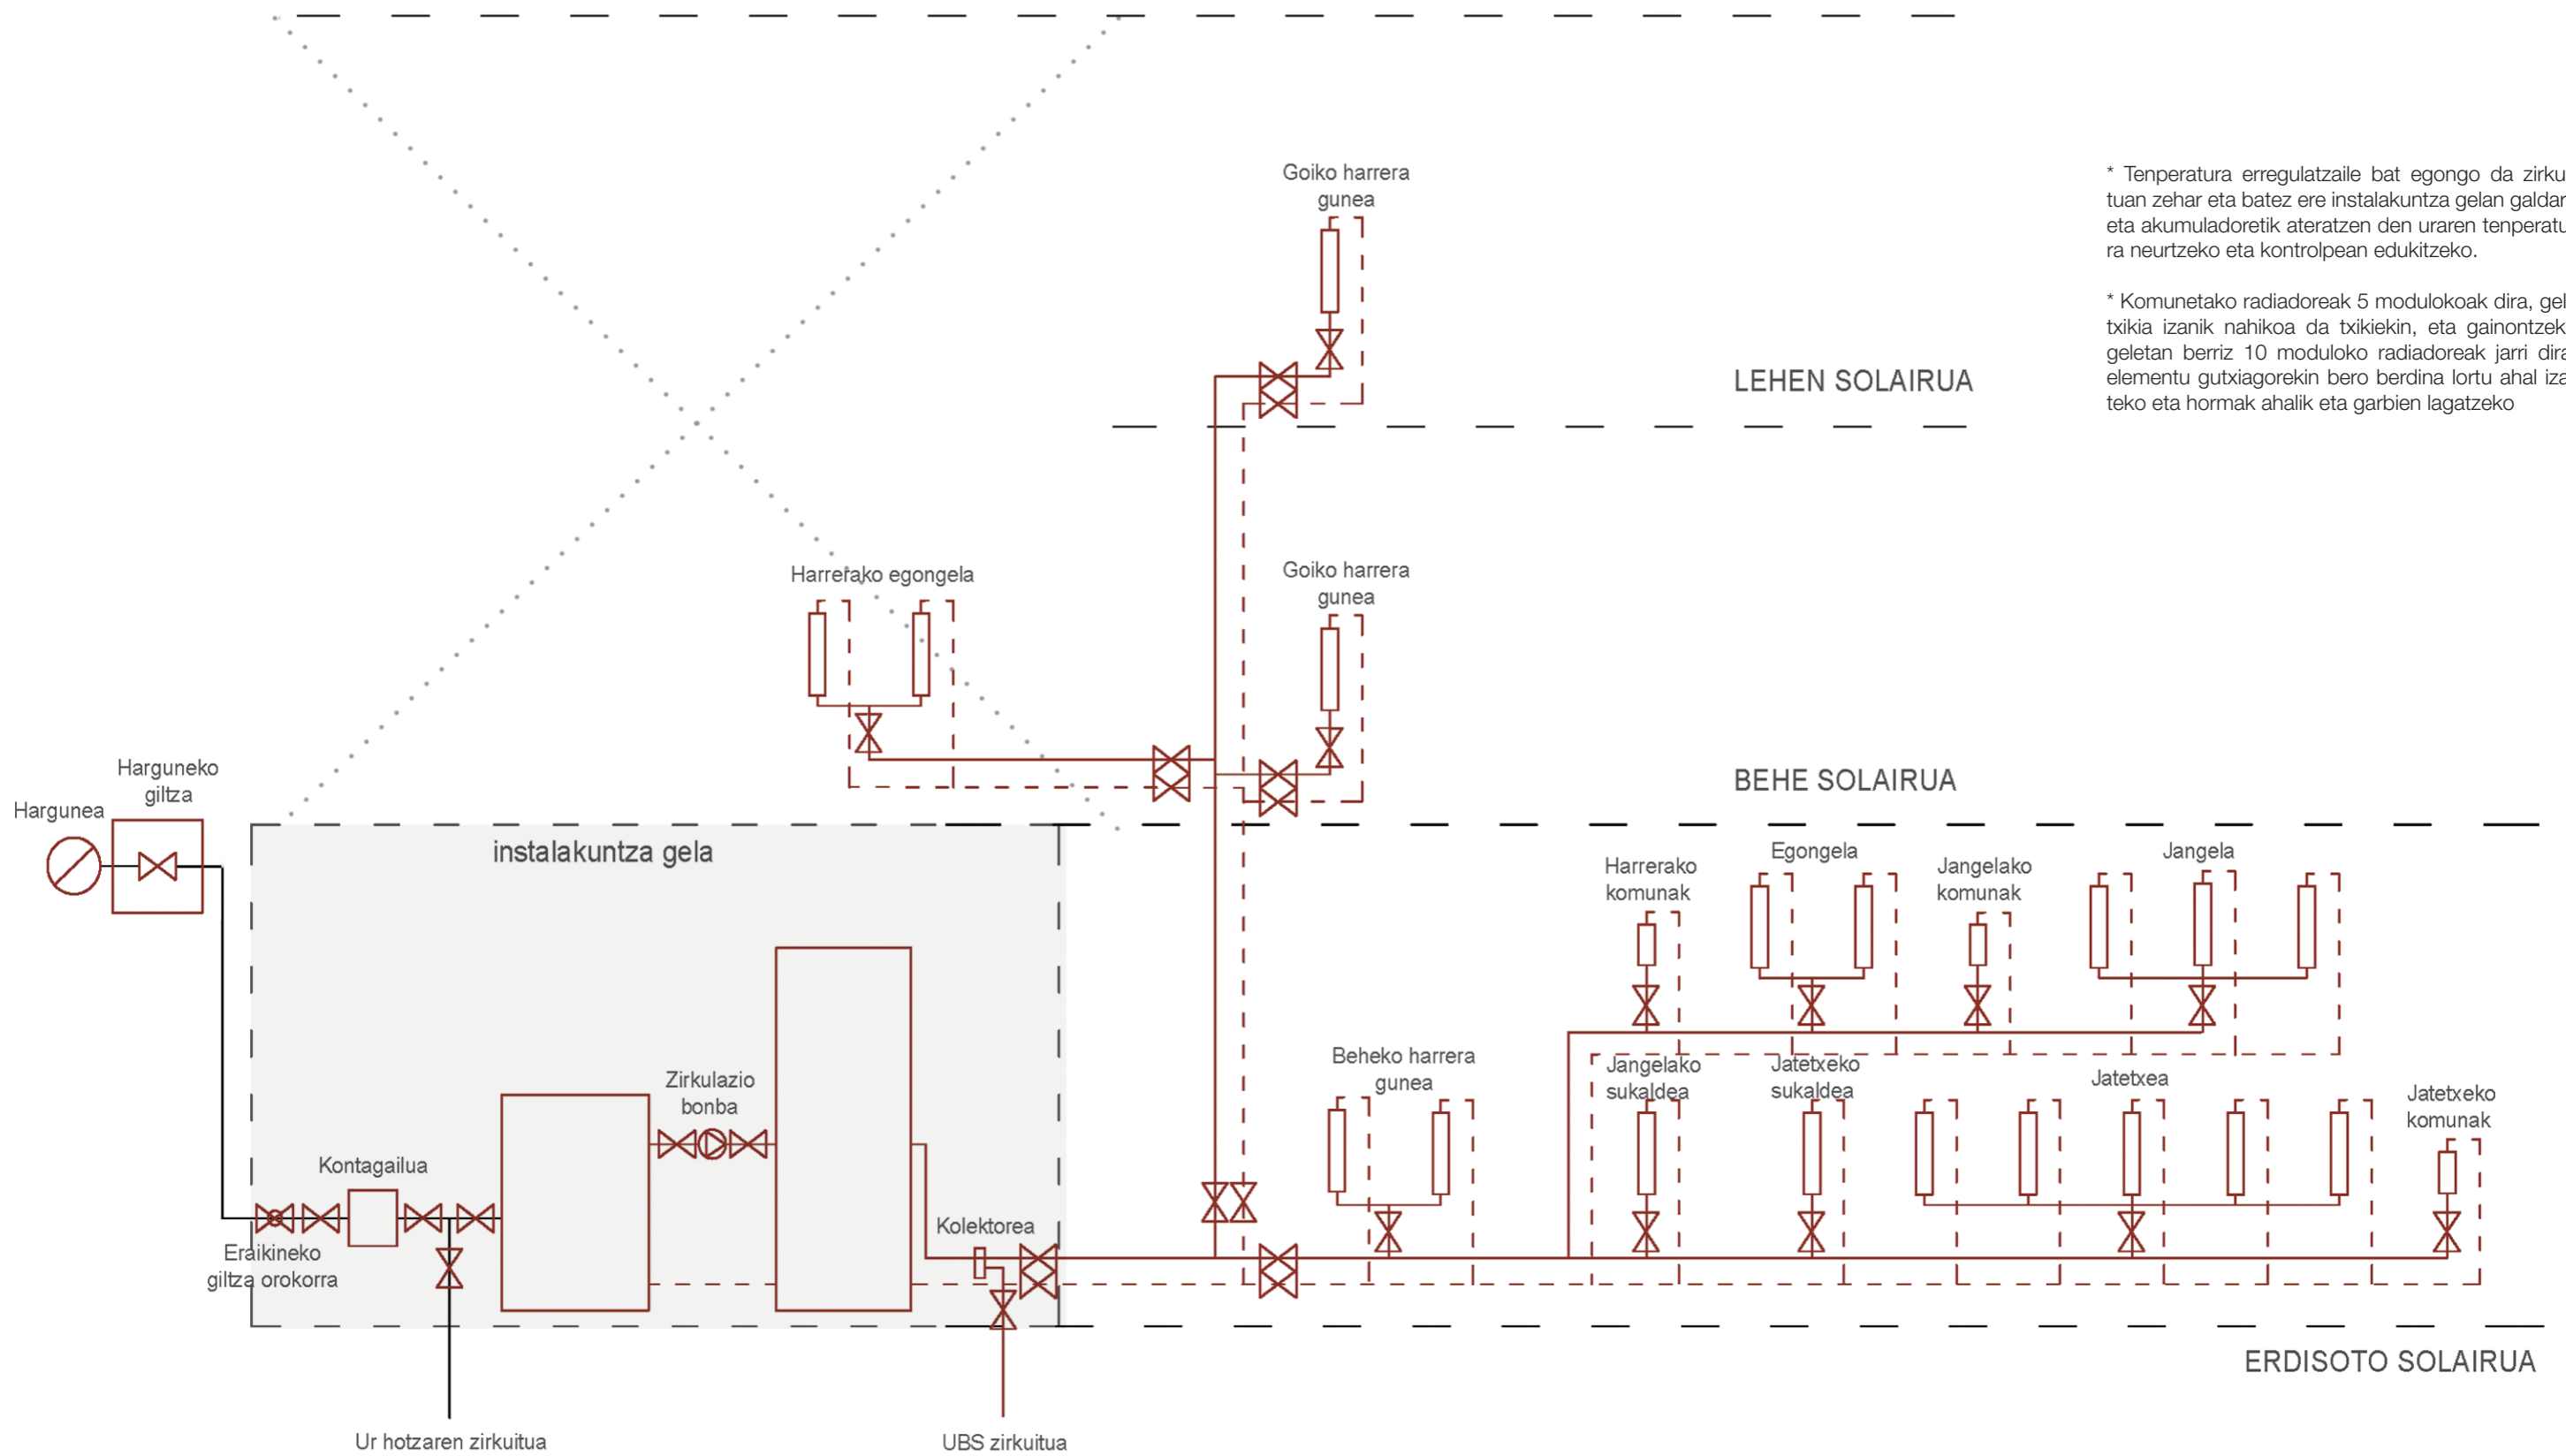 Goiko harrera
gunea
* Tenperatura erregulatzaile bat egongo da zirku
tuan zehar eta batez ere instalakuntza gelan galdar
eta akumuladoretik ateratzen den uraren tenperatu
ra neurtzeko eta kontrolpean edukitzeko.
* Komunetako radiadoreak 5 modulokoak dira, gel
txikia izanik nahikoa da txikiekin, eta gainontzek
geletan berriz 10 moduloko radiadoreak jarri dira
elementu gutxiagorekin bero berdina lortu ahal iza
teko eta hormak ahalik eta garbien lagatzeko
LEHEN SOLAIRUA
Harrerako egongela
Goiko harrera
gunea
BEHE SOLAIRUA
Harguneko
giltza
Hargunea
instalakuntza gela
Harrerako
komunak
Egongela
Jangelako
komunak
Jangela
Zirkulazio
bonba
Beheko harrera
gunea
Jangelako
sukaldea
Jatetxeko
sukaldea
Jatetxea
Jatetxeko
komunak
Kontagailua
Kolektorea
Eraikineko
giltza orokorra
ERDISOTO SOLAIRUA
Ur hotzaren zirkuitua
UBS zirkuitua